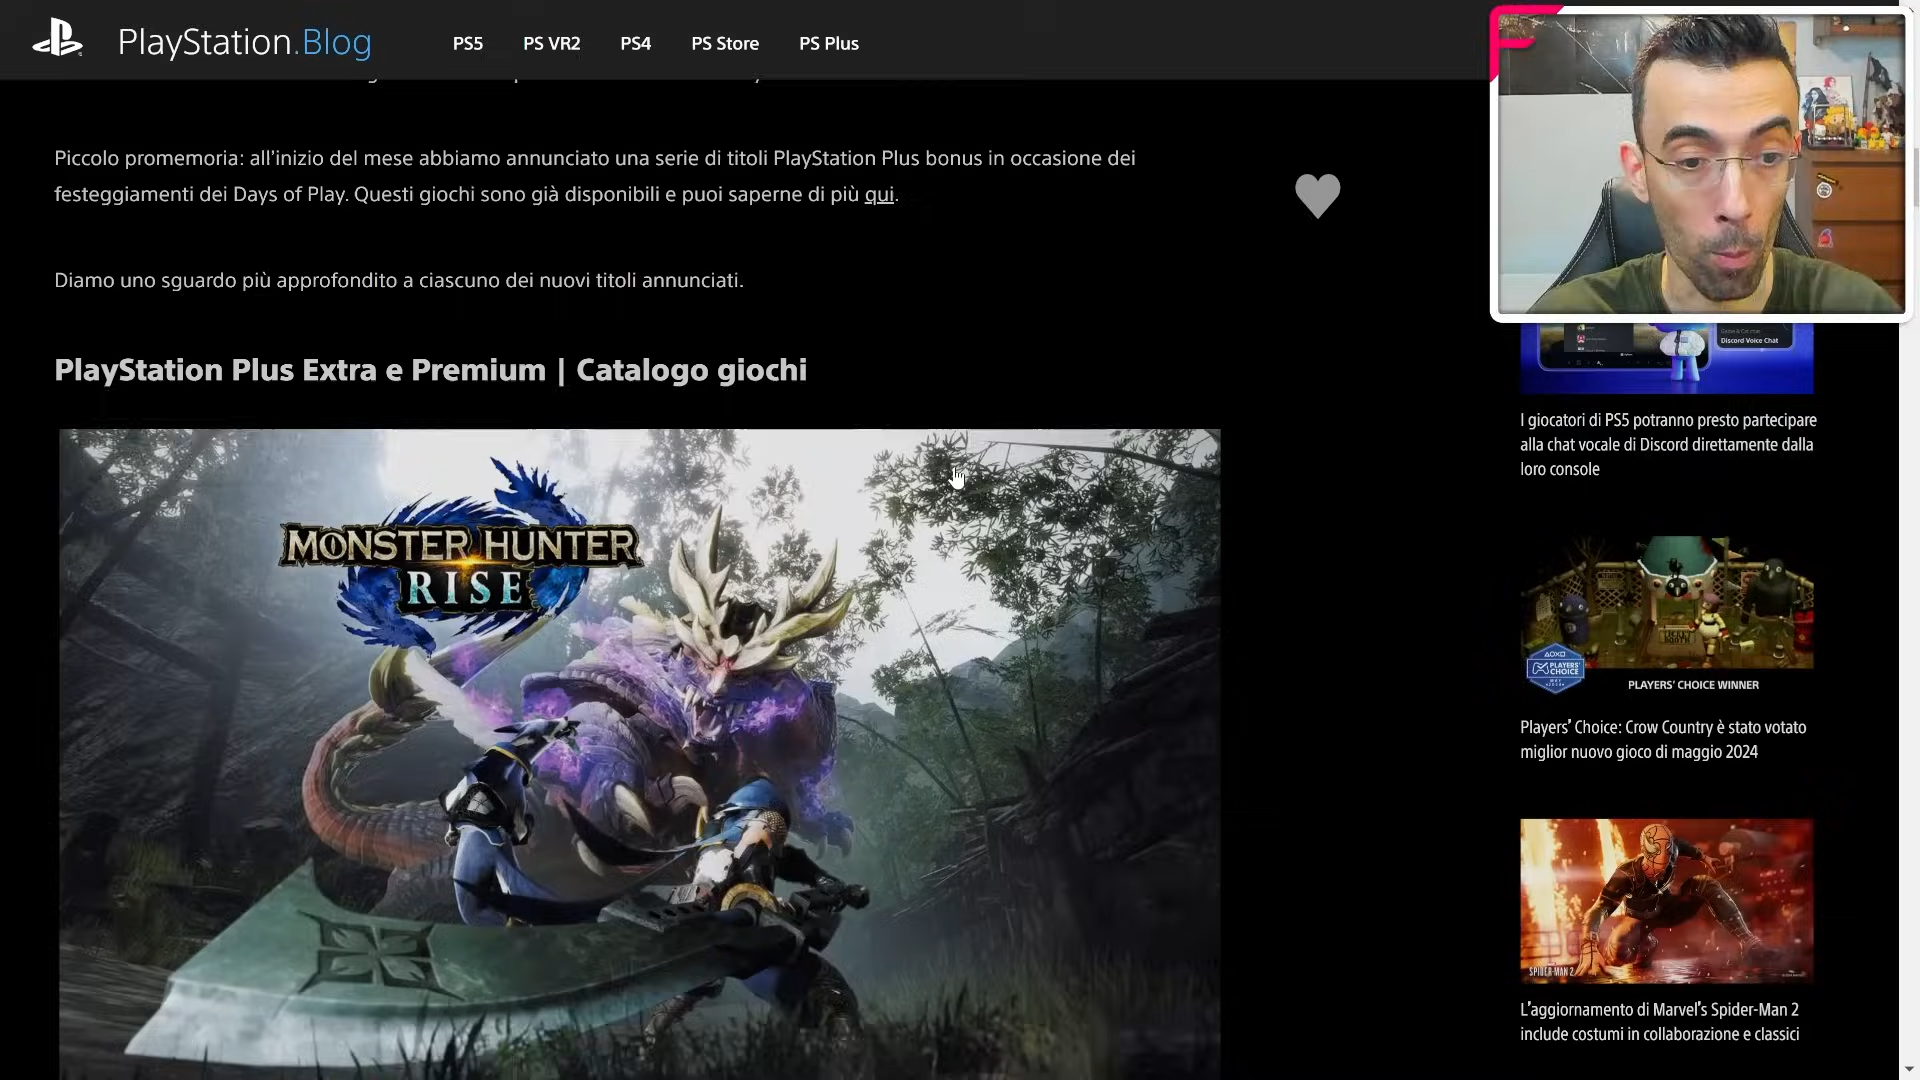 PlayStation.Blog
PS5
PS VR2
PS4
PS Store
PS Plus
Piccolo promemoria: all'inizio del mese abbiamo annunciato una serie di titoli PlayStation Plus bonus in occasione dei
festeggiamenti dei Days of Play. Questi giochi sono già disponibili e puoi saperne di più qui.
Diamo uno sguardo più approfondito a ciascuno dei nuovi titoli annunciati.
PlayStation Plus Extra e Premium | Catalogo giochi
MONSTER HUNTER
RISE
Discord Voice Chat
I giocatori di PS5 potranno presto partecipare
alla chat vocale di Discord direttamente dalla
loro console
TICKET
BOOTH
PLAYERS'
CHOICE
PLAYERS' CHOICE WINNER
Players' Choice: Crow Country è stato votato
miglior nuovo gioco di maggio 2024
SPIDER-MAN 2
L'aggiornamento di Marvel's Spider-Man 2
include costumi in collaborazione e classici